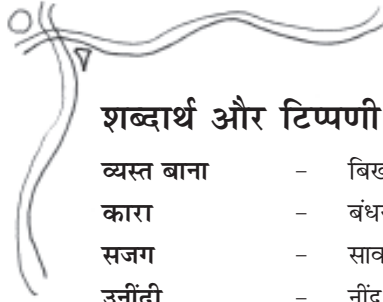 शब्दार्थ और टिप्पणी
व्यस्त बाना –
कारा –
सजग –
उनींदी –